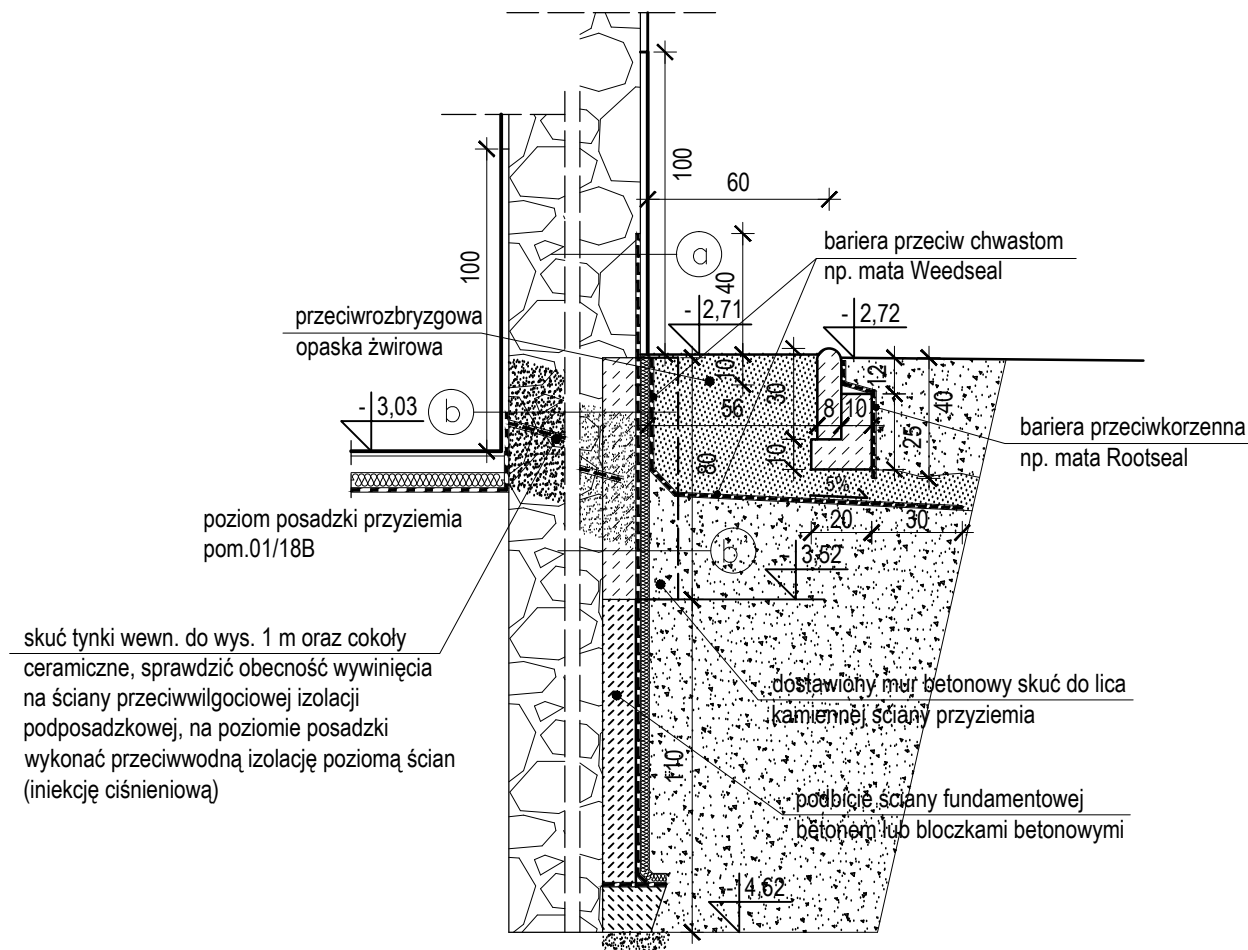 100
60
100
a
40
bariera przeciw chwastom
np. mata Weedseal
- 2,71
- 2,72
przeciwrozbryzgowa
opaska żwirowa
10
30
12
40
- 3,03
b
56
8
10
25
bariera przeciwkorzenna
np. mata Rootseal
80
10
5%
poziom posadzki przyziemia
pom.01/18B
20
30
b
- 3,52
skuć tynki wewn. do wys. 1 m oraz cokoły
ceramiczne, sprawdzić obecność wywinięcia
na ściany przeciwwilgociowej izolacji
podposadzkowej, na poziomie posadzki
wykonać przeciwwodną izolację poziomą ścian
(iniekcję ciśnieniową)
dostawiony mur betonowy skuć do lica
kamiennej ściany przyziemia
110
podbicie ściany fundamentowej
betonem lub bloczkami betonowymi
- 4,62